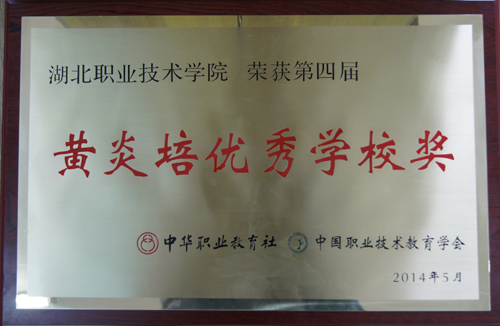 湖北职业技术学院 荣获第四届
黄炎培优秀学校奖
中华职业教育社 中国职业技术教育学会
2014年5月